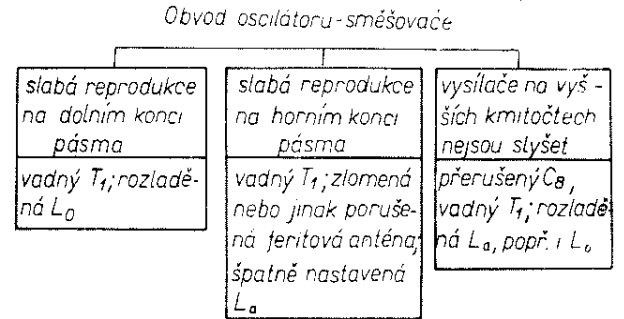 Obvod oscilátoru-směšovače
slabá reprodukce
na dolním konci
pásma
vadný T₁; rozladě-
ná L₀
slabá reprodukce
na horním konci
pásma
vadný T₁; zlomená
nebo jinak poruše-
ná feritová anténa;
špatně nastavená
Lₐ
vysílače na vyš-
ších kmitočtech
nejsou slyšet
přerušený C₈,
vadný T₁; rozladě-
ná Lₐ, popř. i L₀